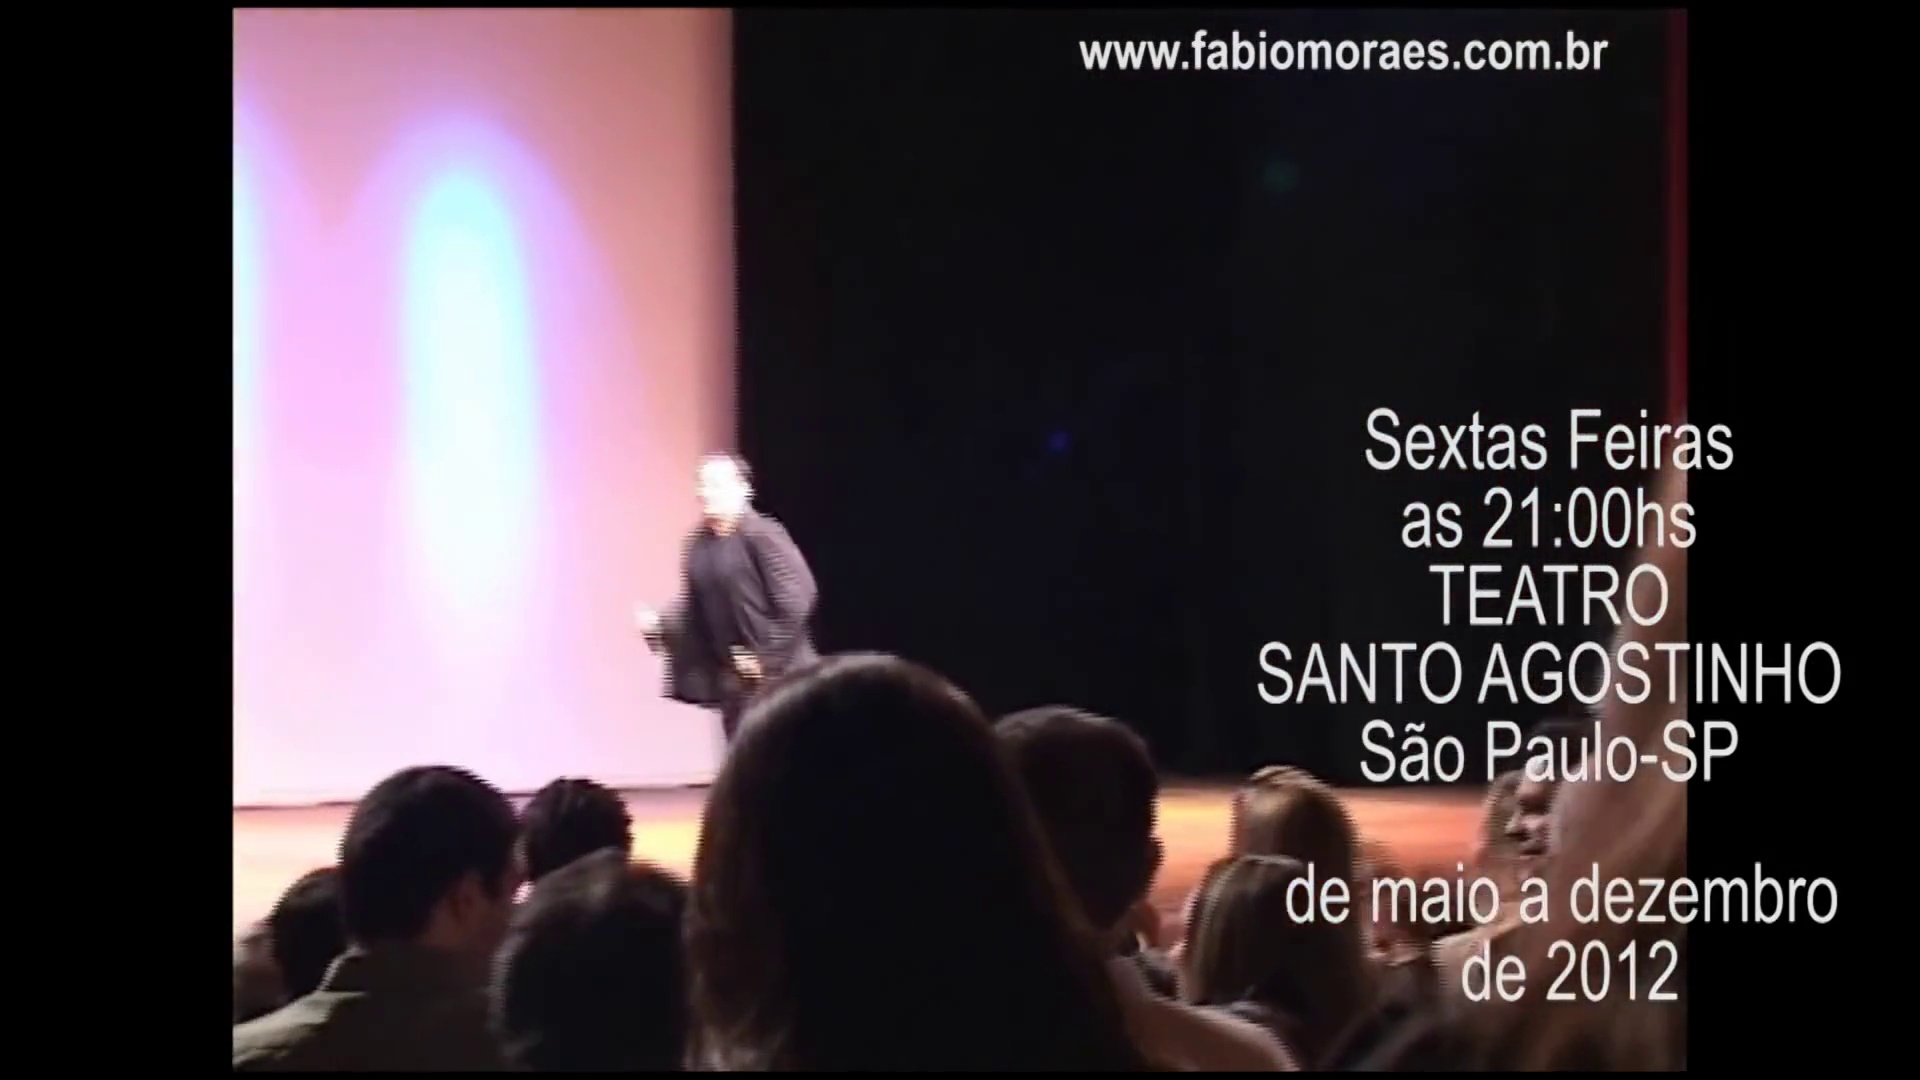 www.fabiomoraes.com.br
Sextas Feiras
as 21:00hs
TEATRO
SANTO AGOSTINHO
São Paulo-SP
de maio a dezembro
de 2012